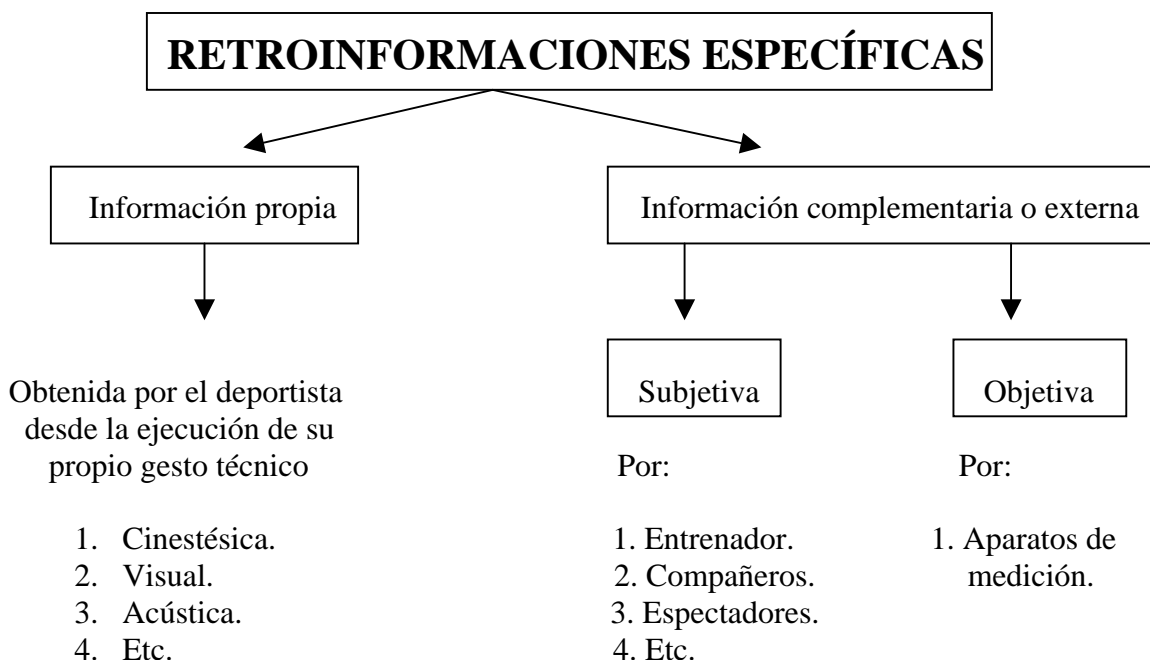 RETROINFORMACIONES ESPECÍFICAS
Información propia
Información complementaria o externa
Obtenida por el deportista
desde la ejecución de su
propio gesto técnico
1. Cinestésica.
2. Visual.
3. Acústica.
4. Etc.
Subjetiva
Por:
1. Entrenador.
2. Compañeros.
3. Espectadores.
4. Etc.
Objetiva
Por:
1. Aparatos de
medición.